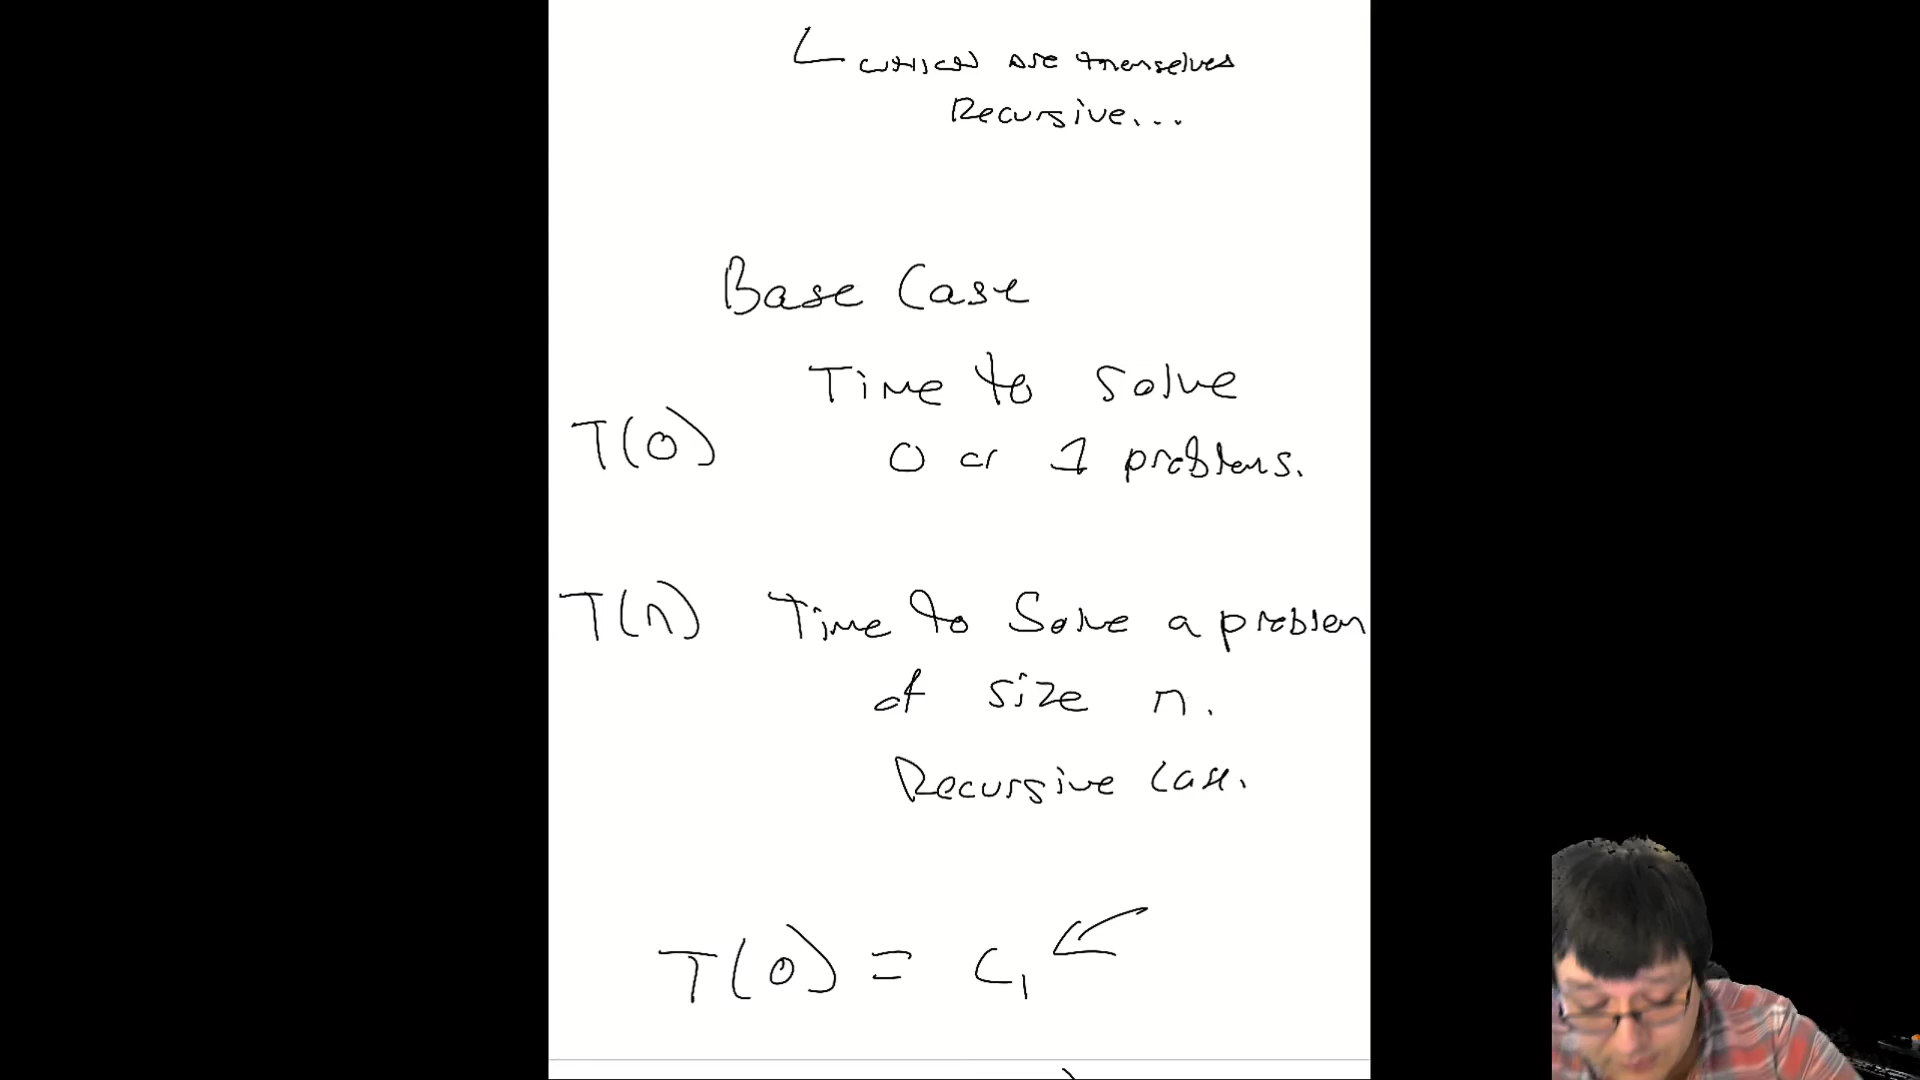 which are themselves
Recursive...
Base Case
Time to solve
T(0) 0 or 1 problems.
T(n) Time to Solve a problem
of size n.
Recursive Case.
T(0) = C₁